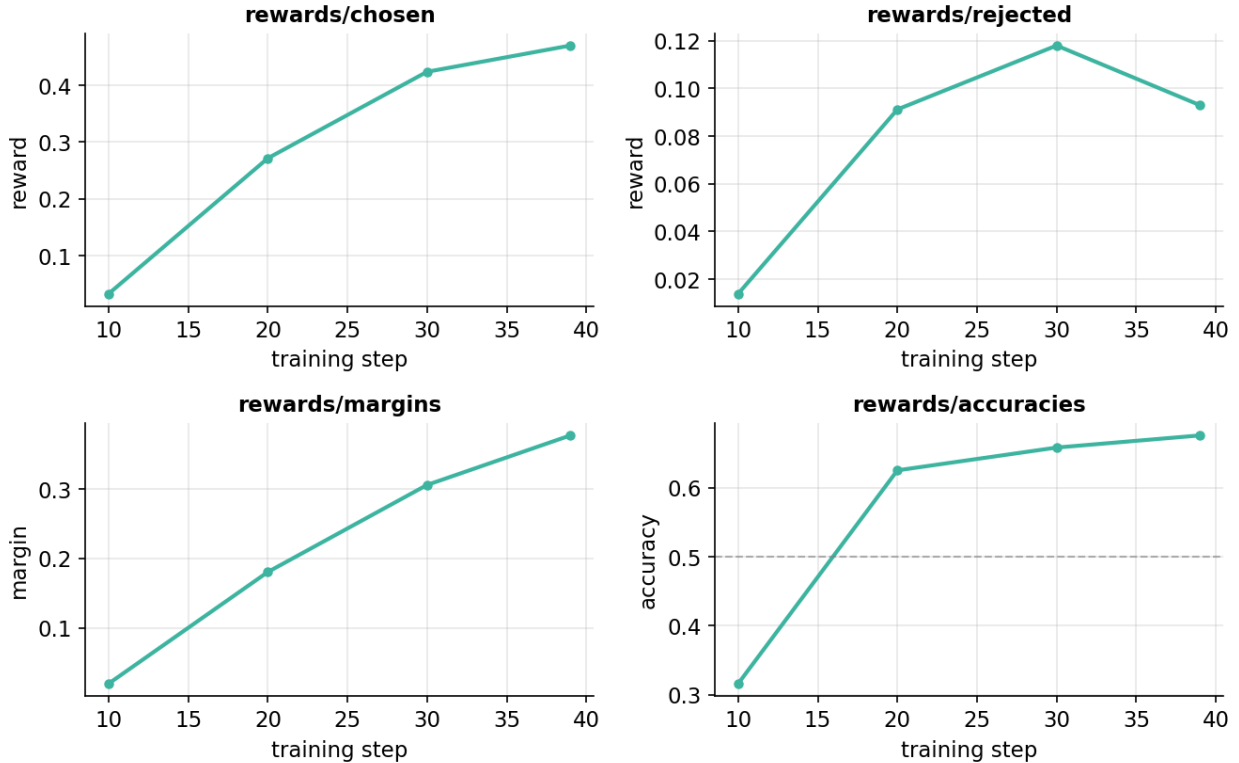 rewards/chosen
reward
0.4
0.3
0.2
0.1
10 15 20 25 30 35 40
training step
rewards/rejected
reward
0.12
0.10
0.08
0.06
0.04
0.02
10 15 20 25 30 35 40
training step
rewards/margins
margin
0.3
0.2
0.1
10 15 20 25 30 35 40
training step
rewards/accuracies
accuracy
0.6
0.5
0.4
0.3
10 15 20 25 30 35 40
training step